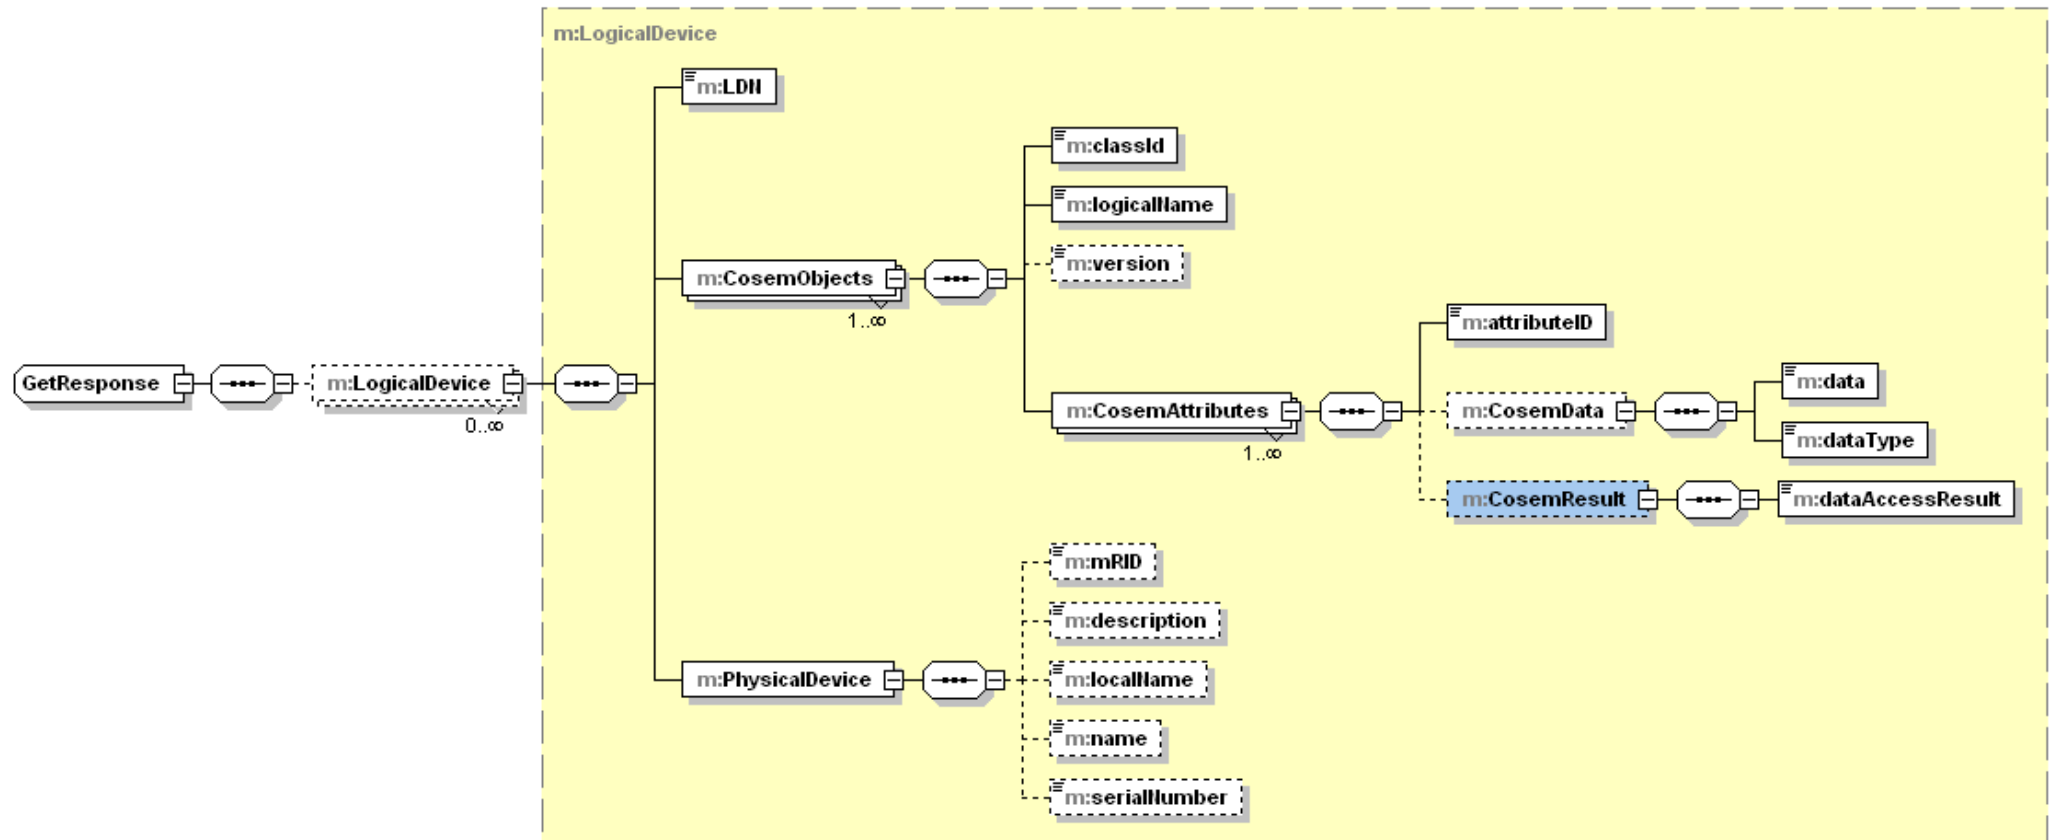 m:LogicalDevice
m:LDN
m:classId
m:logicalName
m:version
m:CosemObjects
1..∞
m:attributeID
GetResponse
m:LogicalDevice
0..∞
m:CosemAttributes
1..∞
m:CosemData
m:data
m:dataType
m:CosemResult
m:dataAccessResult
m:mRID
m:description
m:PhysicalDevice
m:localName
m:name
m:serialNumber